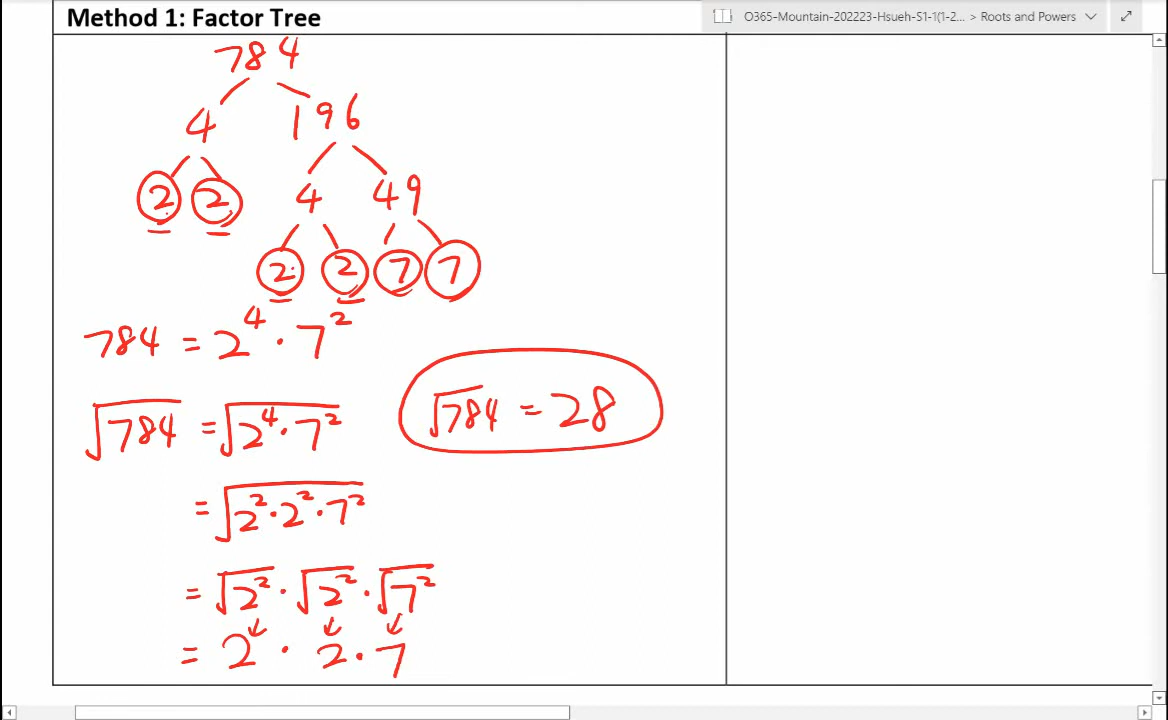 Method 1: Factor Tree
O365-Mountain-202223-Hsueh-S1-1(1-2... > Roots and Powers
784
4 196
2 2 4 49
2 2 7 7
784 = 2⁴ · 7²
√784 = √2⁴ · 7²
√784 = 28
= √2² · 2² · 7²
= √2² · √2² · √7²
= 2 · 2 · 7